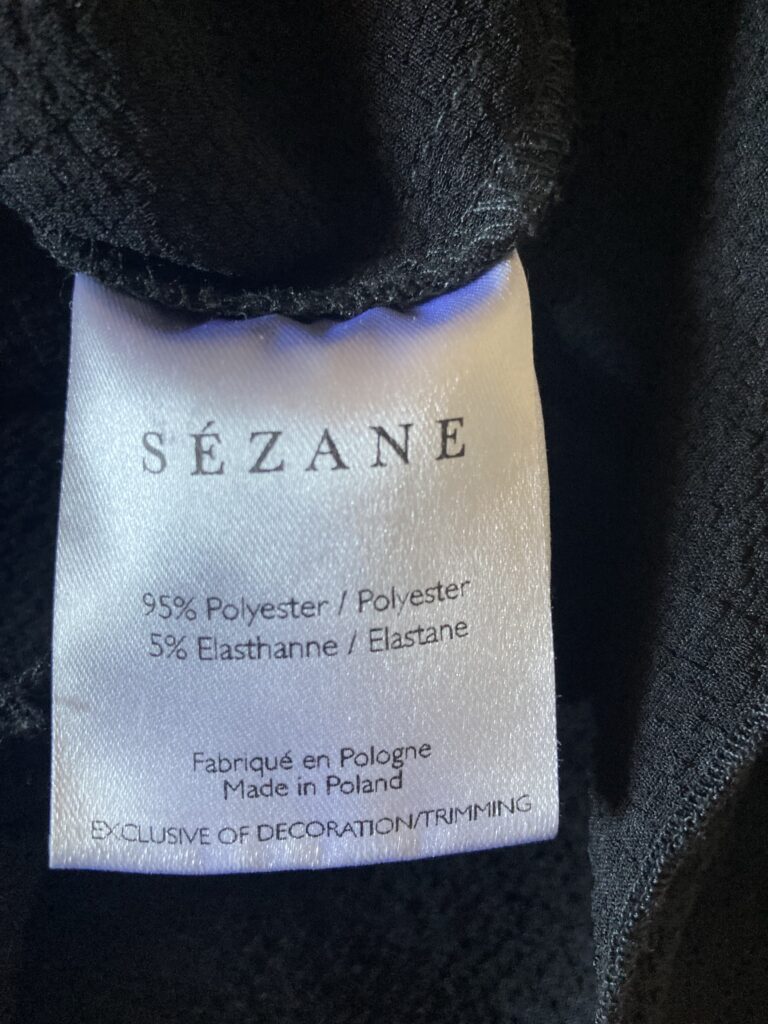 SÉZANE
95% Polyester / Polyester
5% Elasthanne / Elastane
Fabriqué en Pologne
Made in Poland
EXCLUSIVE OF DECORATION/TRIMMING